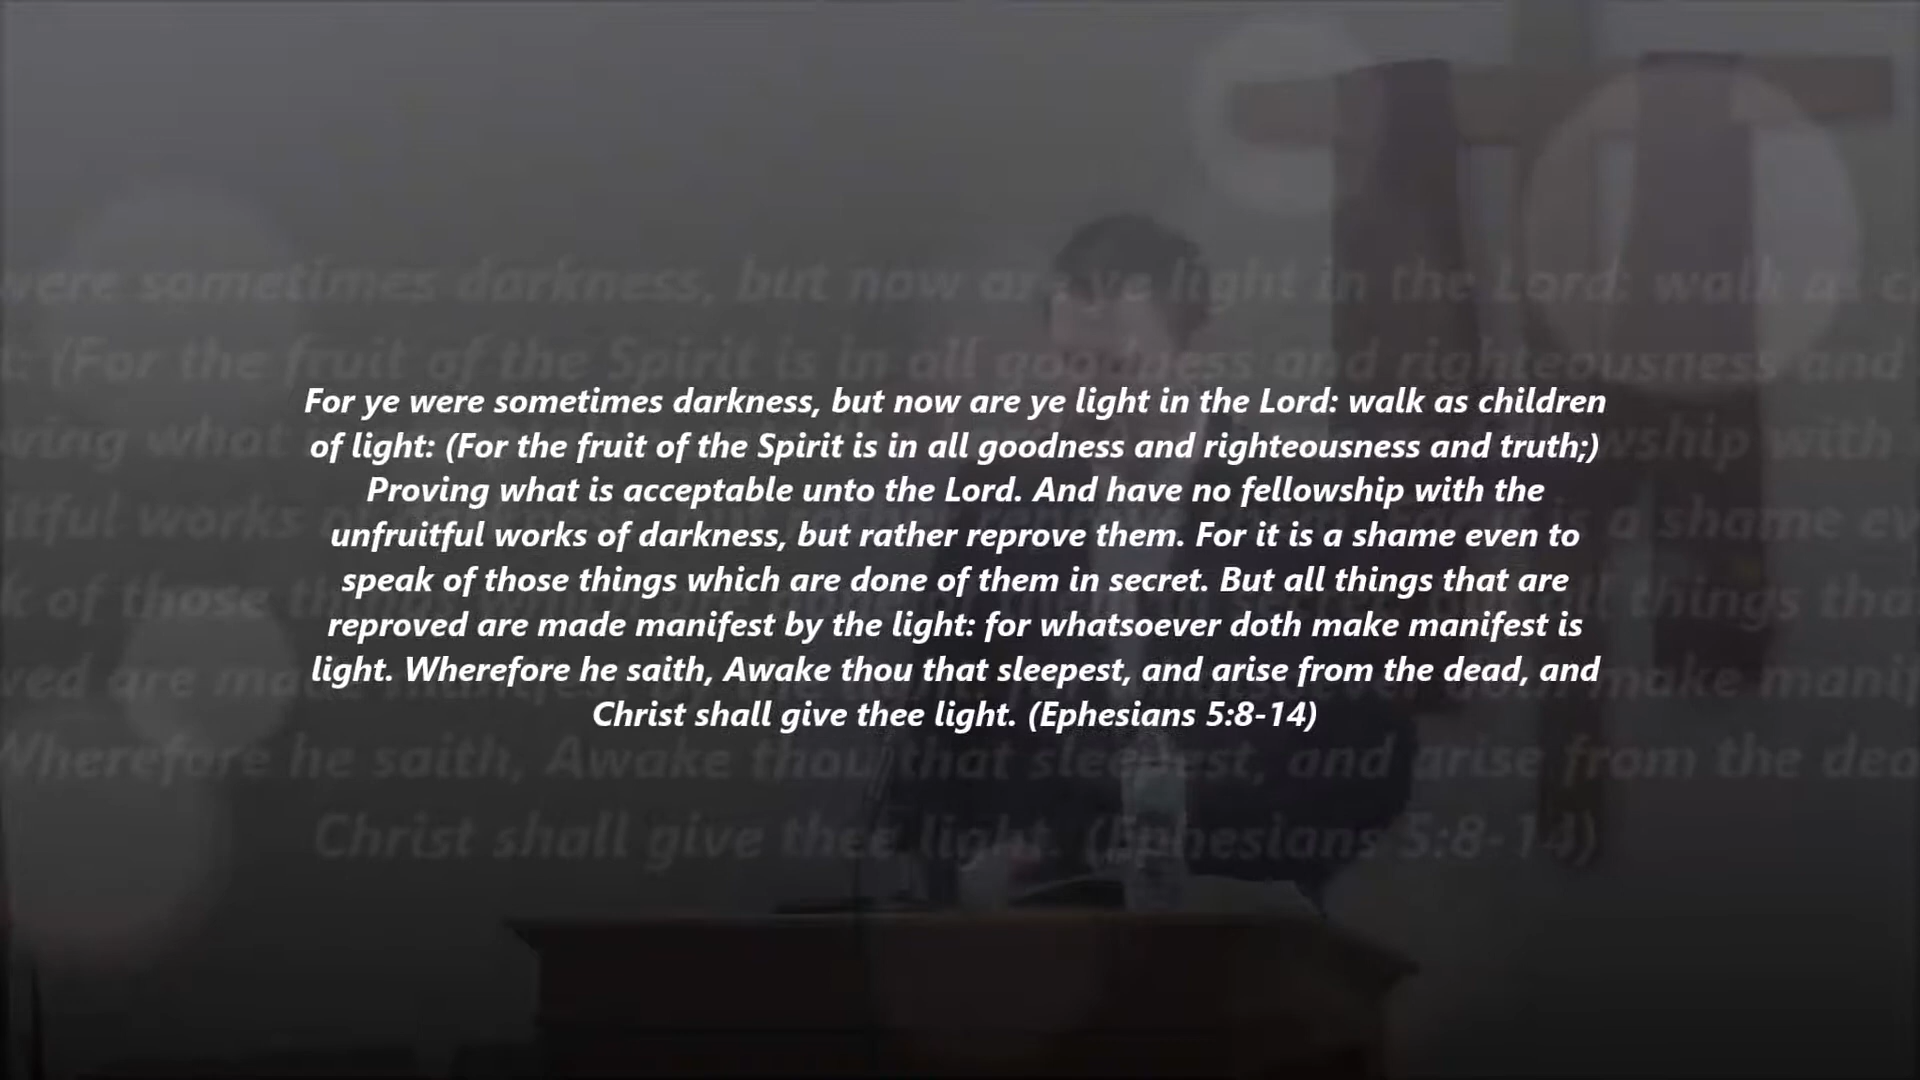 For ye were sometimes darkness, but now are ye light in the Lord: walk as children
of light: (For the fruit of the Spirit is in all goodness and righteousness and truth;)
Proving what is acceptable unto the Lord. And have no fellowship with the
unfruitful works of darkness, but rather reprove them. For it is a shame even to
speak of those things which are done of them in secret. But all things that are
reproved are made manifest by the light: for whatsoever doth make manifest is
light. Wherefore he saith, Awake thou that sleepest, and arise from the dead, and
Christ shall give thee light. (Ephesians 5:8-14)